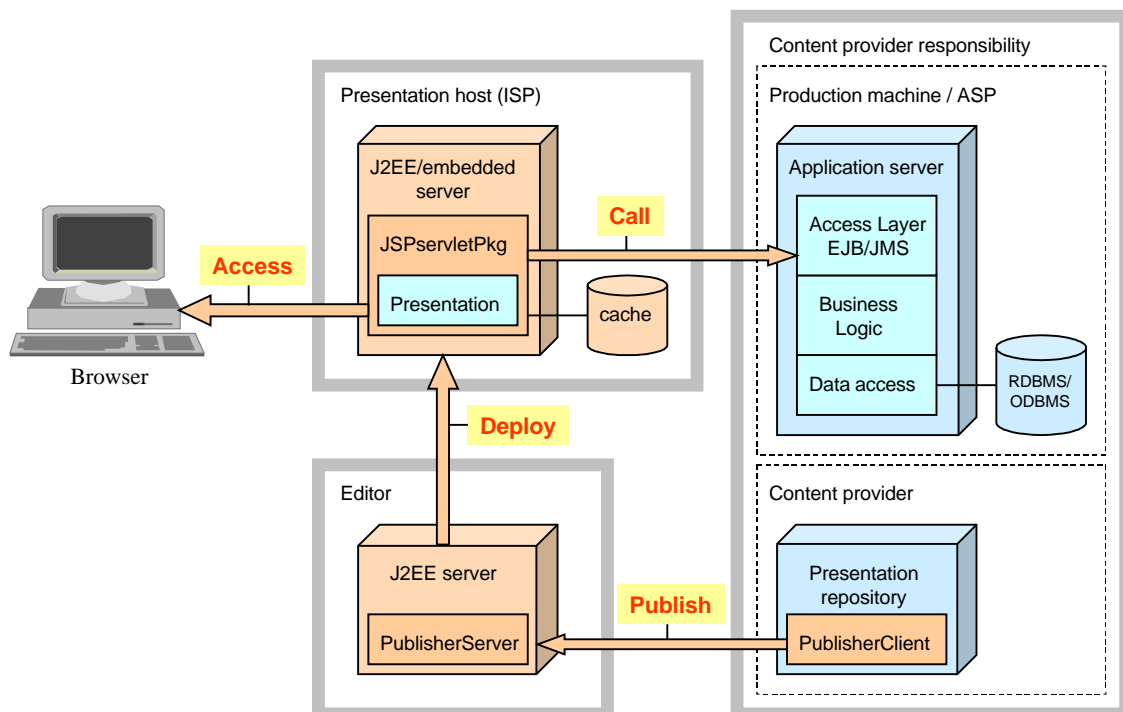 Content provider responsibility
Presentation host (ISP)
Production machine / ASP
J2EE/embedded
server
Application server
JSPservletPkg
Call
Access Layer
EJB/JMS
Access
Presentation
cache
Business
Logic
Browser
Data access
RDBMS/
ODBMS
Deploy
Editor
Content provider
J2EE server
Presentation
repository
Publish
PublisherServer
PublisherClient